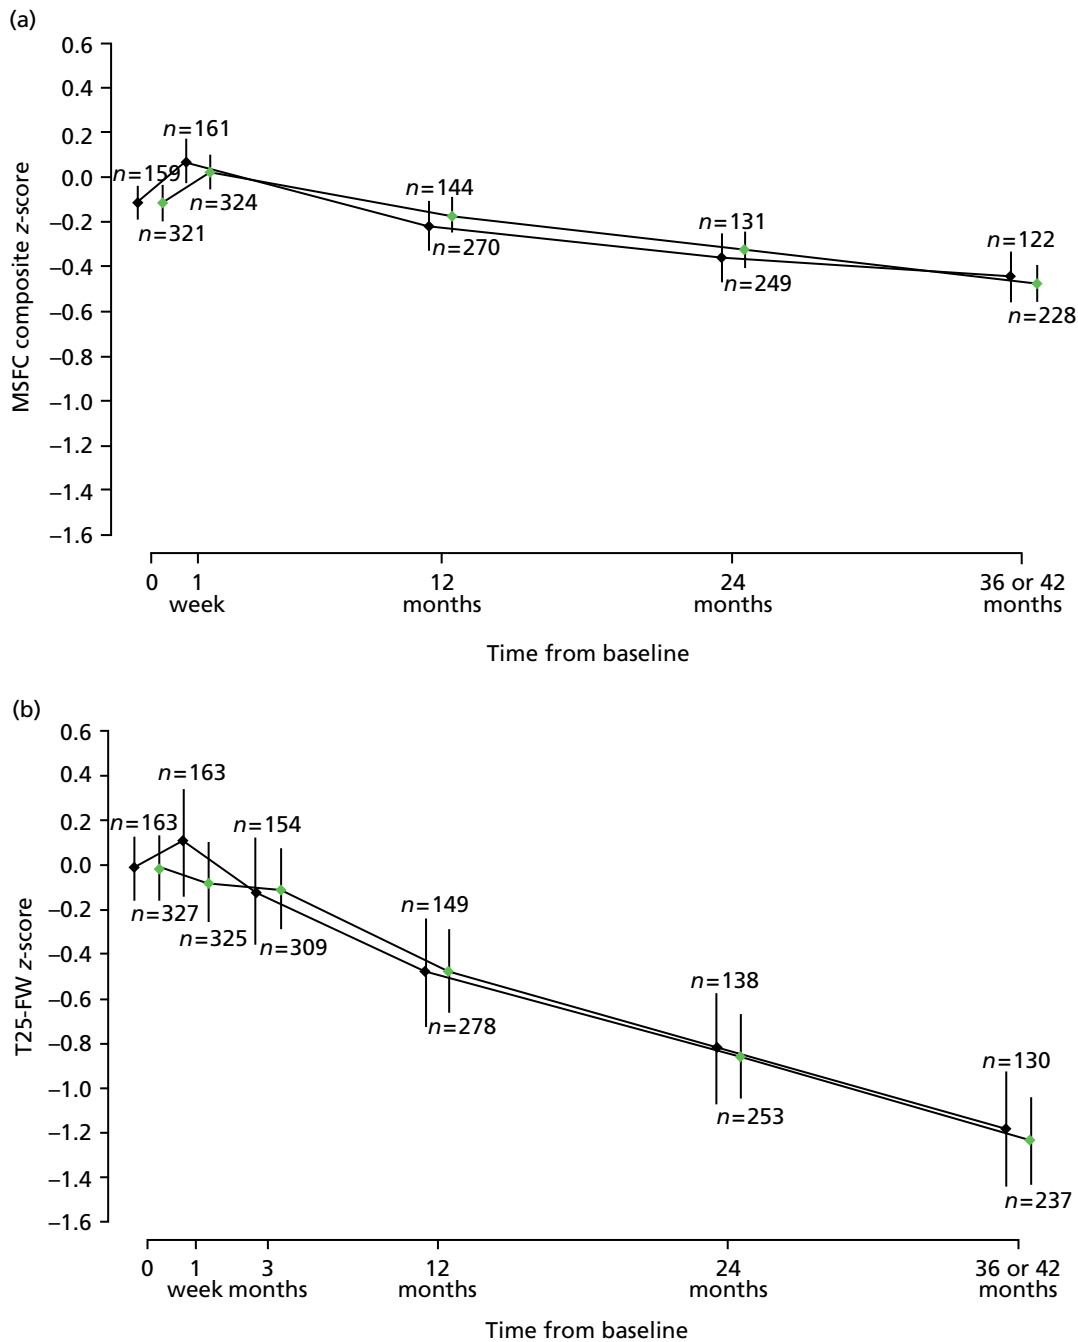 (a)
0.6
0.4
0.2
0.0
−0.2
−0.4
−0.6
−0.8
−1.0
−1.2
−1.4
−1.6
MSFC composite z-score
n=161
n=159
n=324
n=321
n=144
n=270
n=131
n=249
n=122
n=228
0 1 12 24 36 or 42
week months months months
Time from baseline
(b)
0.6
0.4
0.2
0.0
−0.2
−0.4
−0.6
−0.8
−1.0
−1.2
−1.4
−1.6
T25-FW z-score
n=163
n=163
n=154
n=327
n=325
n=309
n=149
n=278
n=138
n=253
n=130
n=237
0 1 3 12 24 36 or 42
week months months months months
Time from baseline